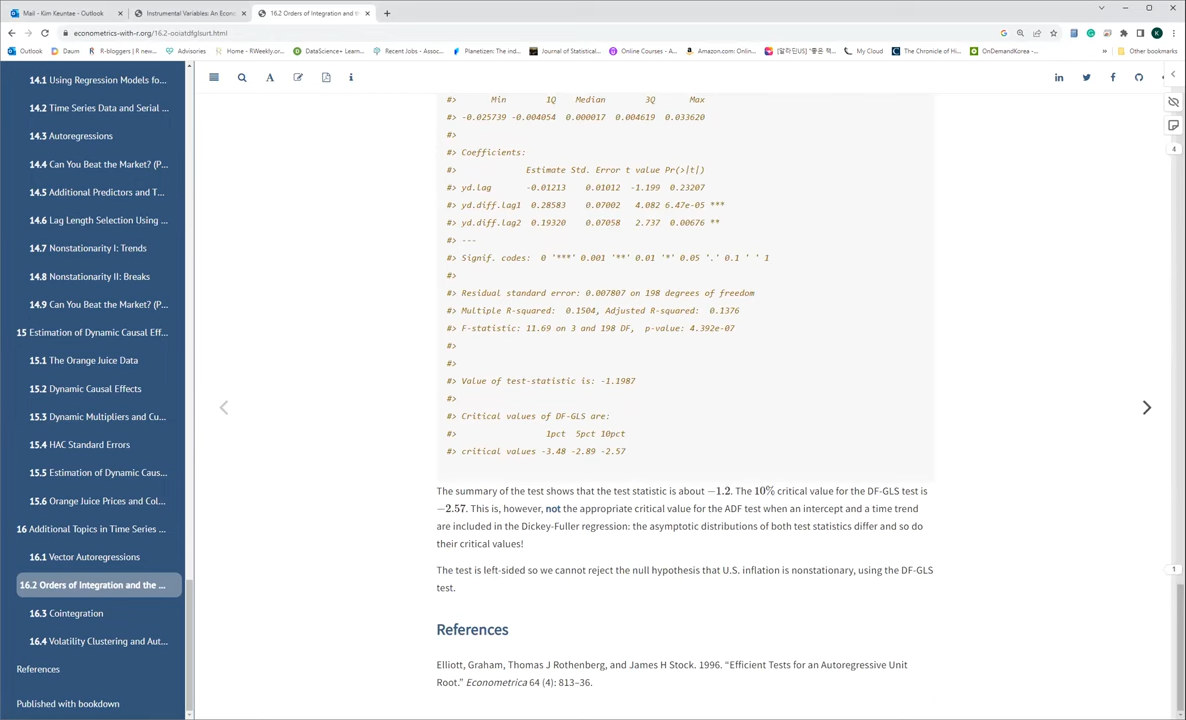 Mail - Kim Keuntae - Outlook
Instrumental Variables: An Econ
16.2 Orders of Integration and th
econometrics-with-r.org/16.2-ooiatdfglsurt.html
K
Outlook
Daum
R-bloggers | R new...
Advisories
Home - RWeekly.or...
DataScience+ Learn...
Recent Jobs - Assoc...
Planetizen: The ind...
Journal of Statistical...
Online Courses - A...
Amazon.com: Onlin...
[알라딘US] "좋은 책...
My Cloud
The Chronicle of Hi...
OnDemandKorea -...
Other bookmarks
14.1 Using Regression Models fo...
14.2 Time Series Data and Serial ...
14.3 Autoregressions
14.4 Can You Beat the Market? (P...
14.5 Additional Predictors and T...
14.6 Lag Length Selection Using ...
14.7 Nonstationarity I: Trends
14.8 Nonstationarity II: Breaks
14.9 Can You Beat the Market? (P...
15 Estimation of Dynamic Causal Eff...
15.1 The Orange Juice Data
15.2 Dynamic Causal Effects
15.3 Dynamic Multipliers and Cu...
15.4 HAC Standard Errors
15.5 Estimation of Dynamic Caus...
15.6 Orange Juice Prices and Col...
16 Additional Topics in Time Series ...
16.1 Vector Autoregressions
16.2 Orders of Integration and the ...
16.3 Cointegration
16.4 Volatility Clustering and Aut...
References
Published with bookdown
#> Min 1Q Median 3Q Max
#> -0.025739 -0.004054 0.000017 0.004619 0.033620
#>
#> Coefficients:
#> Estimate Std. Error t value Pr(>|t|)
#> yd.lag -0.01213 0.01012 -1.199 0.23207
#> yd.diff.lag1 0.28583 0.07002 4.082 6.47e-05 ***
#> yd.diff.lag2 0.19320 0.07058 2.737 0.00676 **
#> ---
#> Signif. codes: 0 '***' 0.001 '**' 0.01 '*' 0.05 '.' 0.1 ' ' 1
#>
#> Residual standard error: 0.007807 on 198 degrees of freedom
#> Multiple R-squared: 0.1504, Adjusted R-squared: 0.1376
#> F-statistic: 11.69 on 3 and 198 DF, p-value: 4.392e-07
#>
#>
#> Value of test-statistic is: -1.1987
#>
#> Critical values of DF-GLS are:
#> 1pct 5pct 10pct
#> critical values -3.48 -2.89 -2.57
The summary of the test shows that the test statistic is about −1.2. The 10% critical value for the DF-GLS test is
−2.57. This is, however, not the appropriate critical value for the ADF test when an intercept and a time trend
are included in the Dickey-Fuller regression: the asymptotic distributions of both test statistics differ and so do
their critical values!
The test is left-sided so we cannot reject the null hypothesis that U.S. inflation is nonstationary, using the DF-GLS
test.
References
Elliott, Graham, Thomas J Rothenberg, and James H Stock. 1996. “Efficient Tests for an Autoregressive Unit
Root.” Econometrica 64 (4): 813–36.
4
1